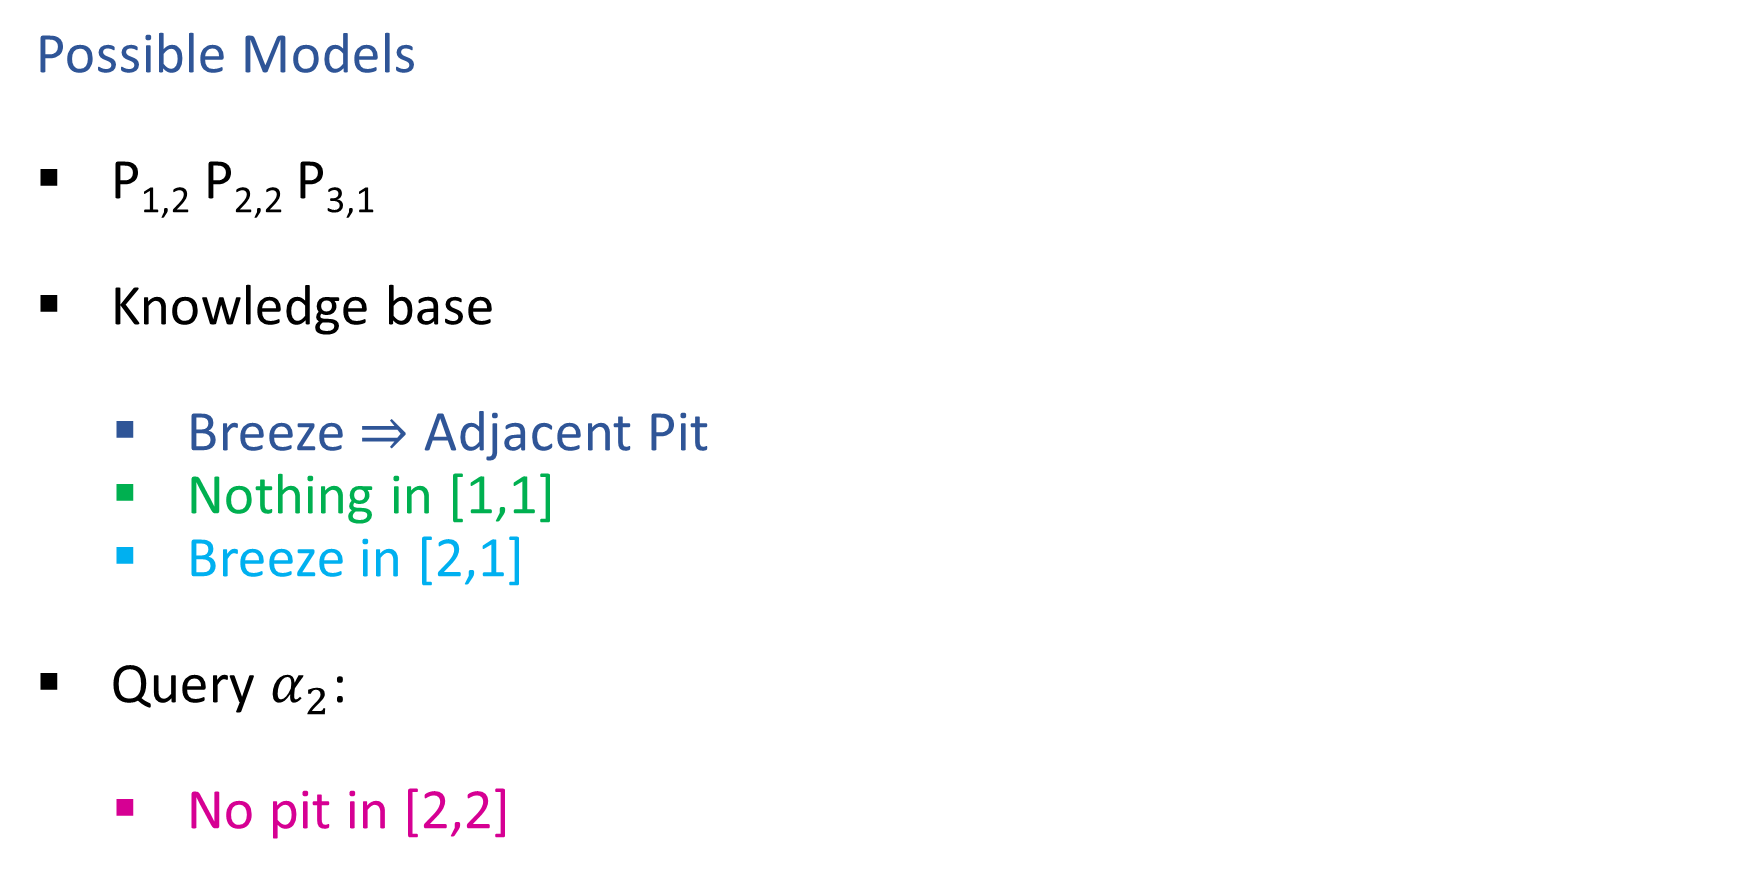 Possible Models
▪ P1,2 P2,2 P3,1
▪ Knowledge base
▪ Breeze ⇒ Adjacent Pit
▪ Nothing in [1,1]
▪ Breeze in [2,1]
▪ Query α2:
▪ No pit in [2,2]